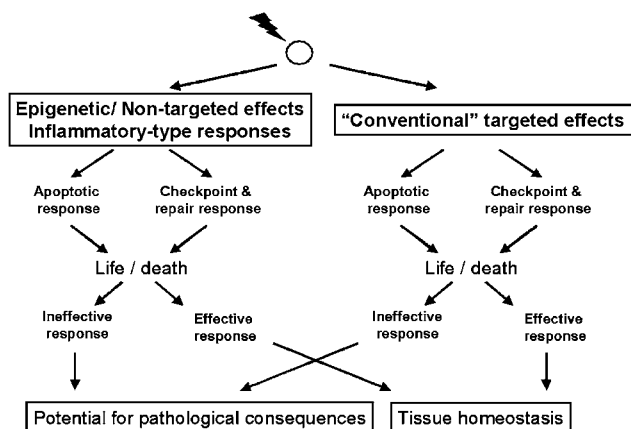 Epigenetic/ Non-targeted effects
Inflammatory-type responses
“Conventional” targeted effects
Apoptotic
response
Checkpoint &
repair response
Apoptotic
response
Checkpoint &
repair response
Life / death
Life / death
Ineffective
response
Effective
response
Ineffective
response
Effective
response
Potential for pathological consequences
Tissue homeostasis